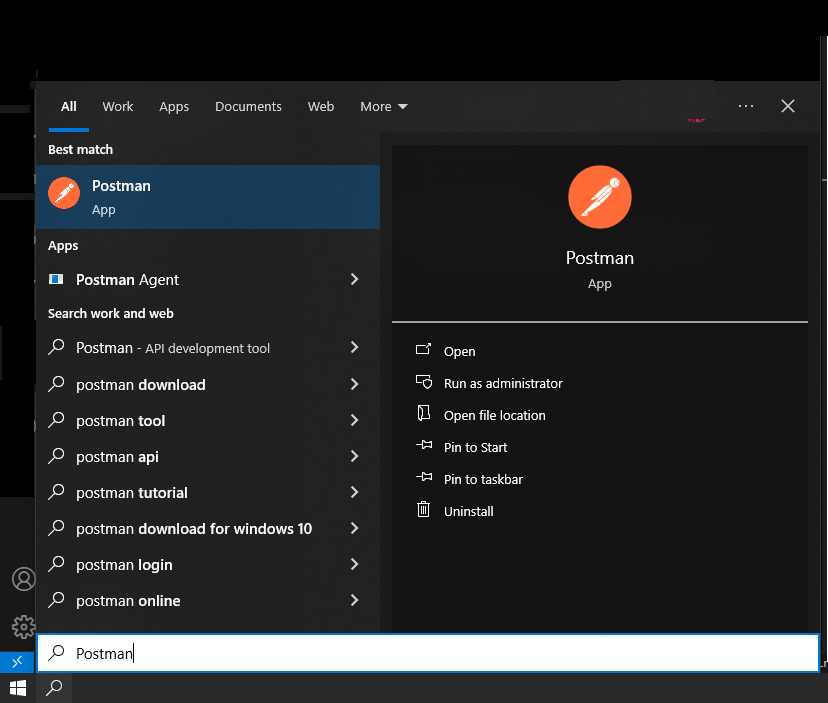 All Work Apps Documents Web More
Best match
Postman
App
Apps
Postman Agent
Search work and web
Postman - API development tool
postman download
postman tool
postman api
postman tutorial
postman download for windows 10
postman login
postman online
Postman
App
Open
Run as administrator
Open file location
Pin to Start
Pin to taskbar
Uninstall
Postman